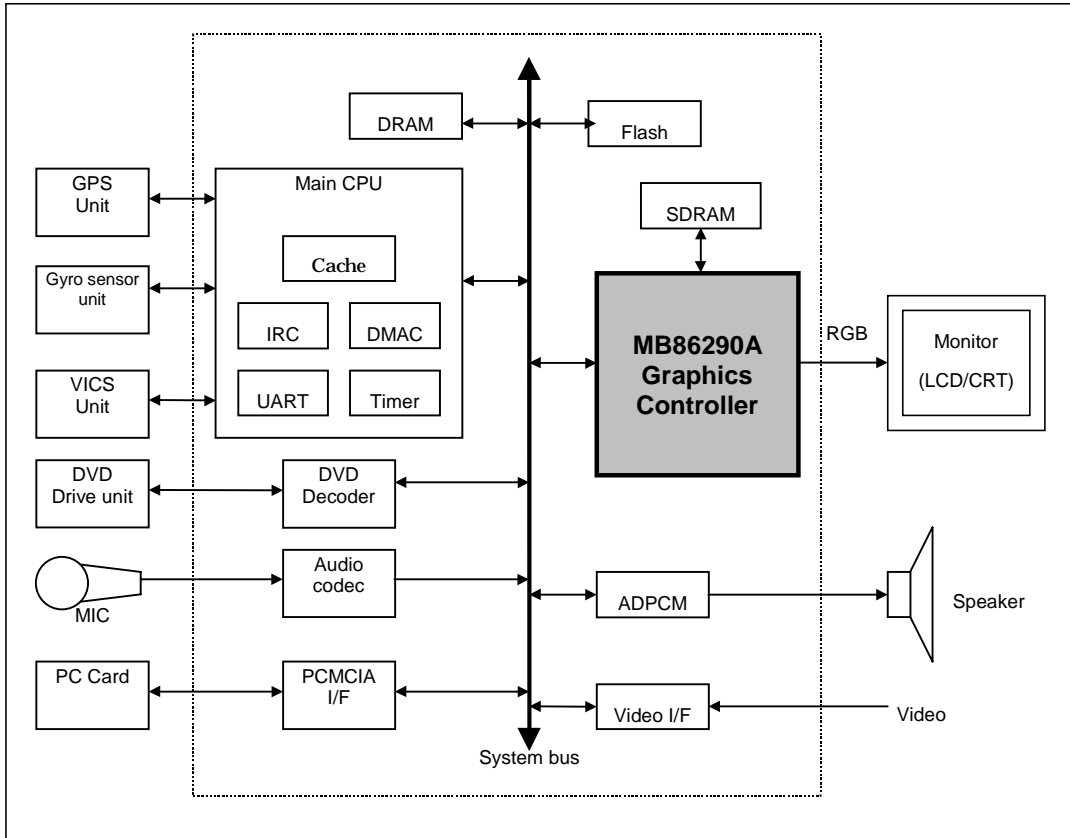 DRAM
Flash
GPS
Unit
Main CPU
SDRAM
Cache
Gyro sensor
unit
IRC
DMAC
MB86290A
Graphics
Controller
RGB
Monitor
(LCD/CRT)
VICS
Unit
UART
Timer
DVD
Drive unit
DVD
Decoder
MIC
Audio
codec
ADPCM
Speaker
PC Card
PCMCIA
I/F
Video I/F
Video
System bus